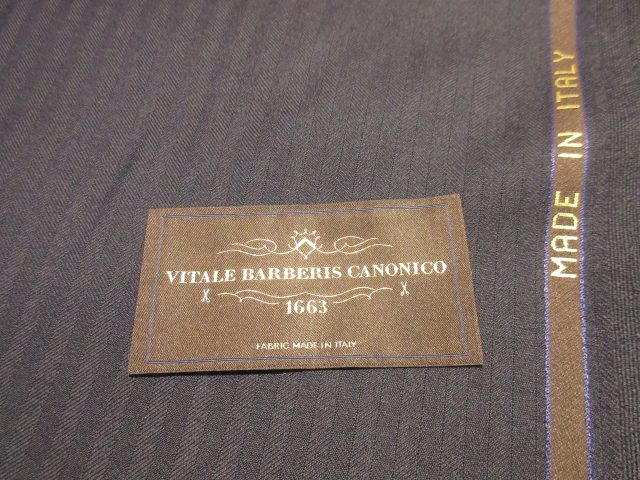 VITALE BARBERIS CANONICO
1663
FABRIC MADE IN ITALY
MADE IN ITALY